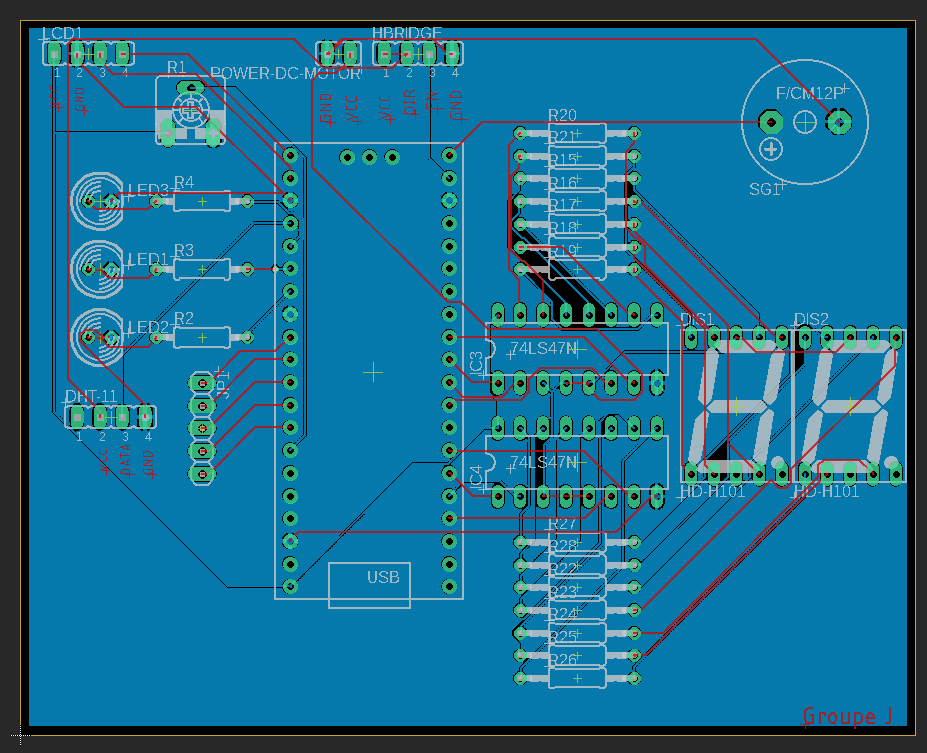 LCD1
HBRIDGE
1 2 3 4
1 2 3 4
R1
POWER-DC-MOTOR
VCC
GND
GND
VCC
VCC
DIR
EN
GND
F/CM12P
SG1
R20
R21
R15
R16
R17
R18
R19
LED3
R4
LED1
R3
LED2
R2
JP1
DHT-11
1 2 3 4
VCC
DATA
GND
USB
IC3
74LS47N
IC4
74LS47N
DIS1
DIS2
HD-H101
HD-H101
R27
R28
R22
R23
R24
R25
R26
Groupe J